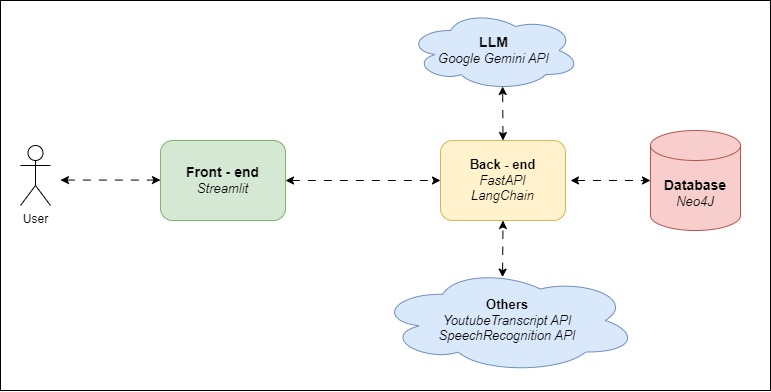 LLM
Google Gemini API
Front - end
Streamlit
Back - end
FastAPI
LangChain
Database
Neo4J
User
Others
YoutubeTranscript API
SpeechRecognition API